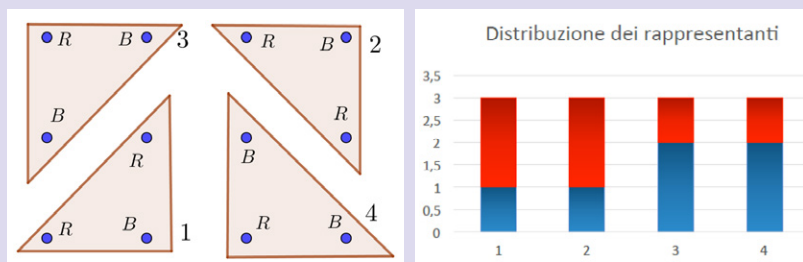 R B 3
B
R B 2
R
R
R B 1
B
R B 4
Distribuzione dei rappresentanti
3,5
3
2,5
2
1,5
1
0,5
0
1 2 3 4